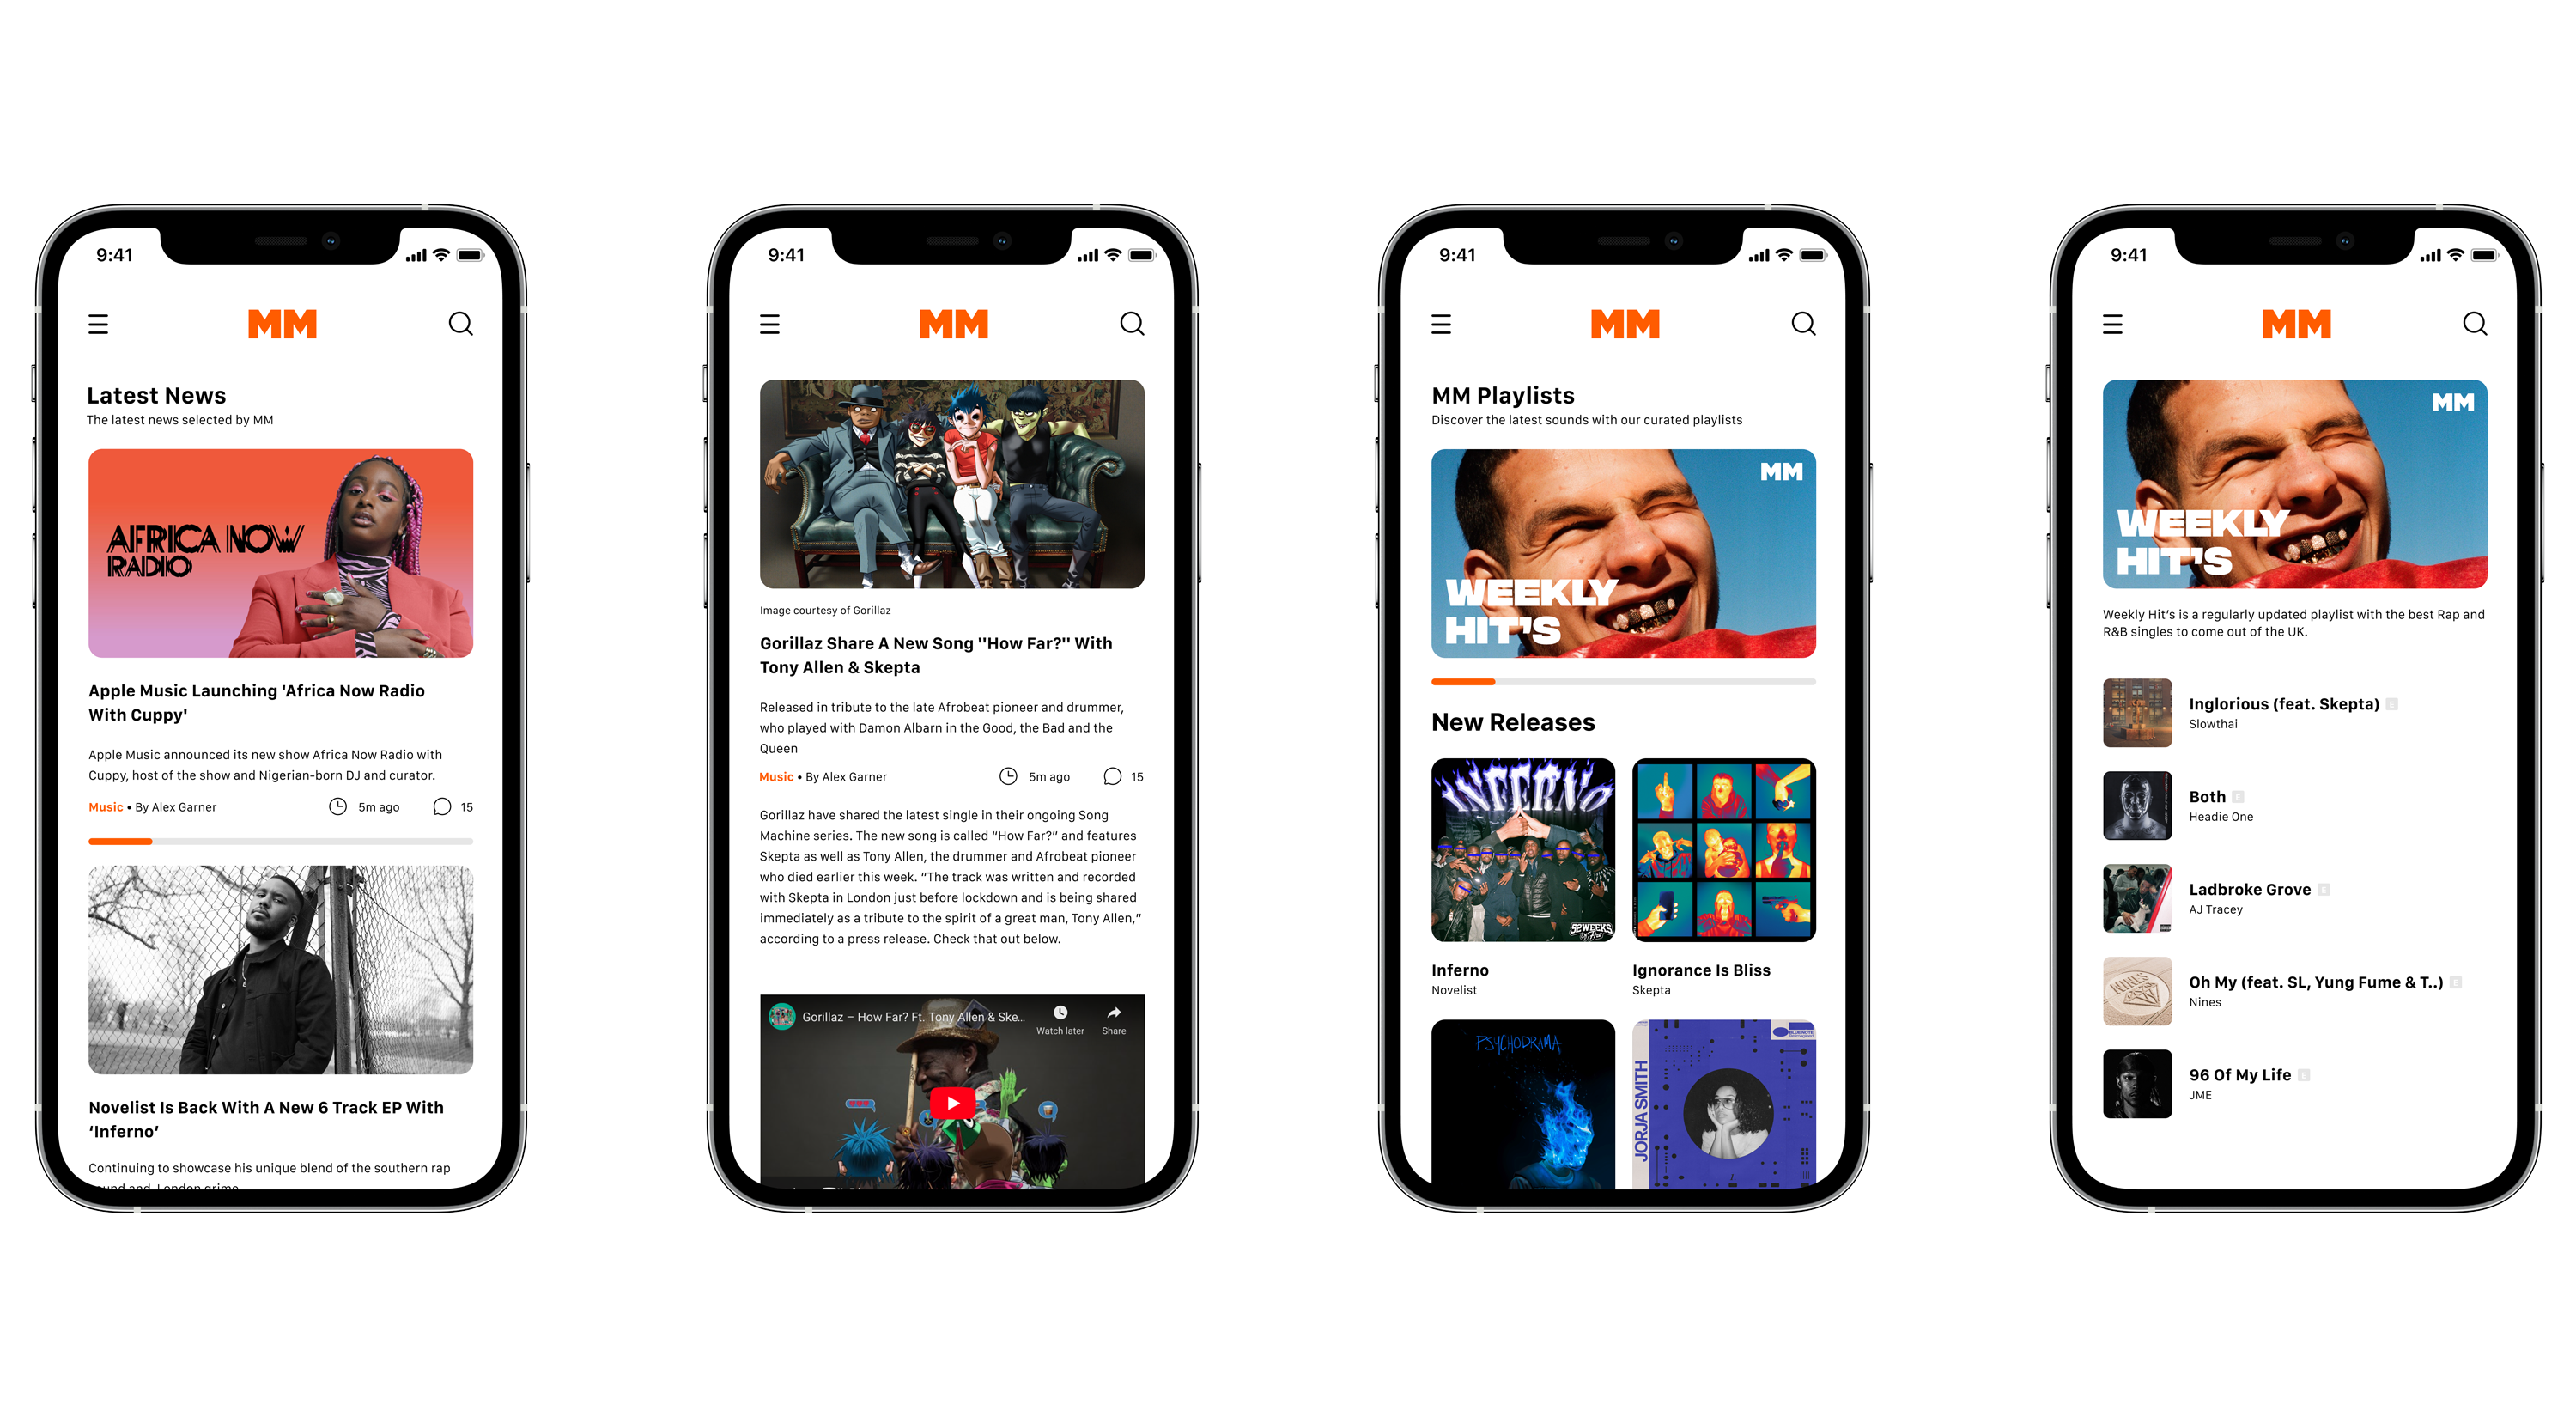 9:41
MM
Latest News
The latest news selected by MM
AFRICA NOW
RADIO
Apple Music Launching 'Africa Now Radio
With Cuppy'
Apple Music announced its new show Africa Now Radio with
Cuppy, host of the show and Nigerian-born DJ and curator.
Music • By Alex Garner 5m ago 15
Novelist Is Back With A New 6 Track EP With
‘Inferno’
Continuing to showcase his unique blend of the southern rap
sound and London grime
9:41
MM
Image courtesy of Gorillaz
Gorillaz Share A New Song "How Far?" With
Tony Allen & Skepta
Released in tribute to the late Afrobeat pioneer and drummer,
who played with Damon Albarn in the Good, the Bad and the
Queen
Music • By Alex Garner 5m ago 15
Gorillaz have shared the latest single in their ongoing Song
Machine series. The new song is called “How Far?” and features
Skepta as well as Tony Allen, the drummer and Afrobeat pioneer
who died earlier this week. “The track was written and recorded
with Skepta in London just before lockdown and is being shared
immediately as a tribute to the spirit of a great man, Tony Allen,”
according to a press release. Check that out below.
Gorillaz – How Far? Ft. Tony Allen & Ske...
Watch later
Share
9:41
MM
MM Playlists
Discover the latest sounds with our curated playlists
MM
WEEKLY
HIT'S
New Releases
INFERNO
52WEEKS
Inferno
Novelist
Ignorance Is Bliss
Skepta
PSYCHODRAMA
JORJA SMITH
BLUE NOTE
9:41
MM
MM
WEEKLY
HIT'S
Weekly Hit’s is a regularly updated playlist with the best Rap and
R&B singles to come out of the UK.
Inglorious (feat. Skepta) E
Slowthai
Both E
Headie One
Ladbroke Grove E
AJ Tracey
NINES
Oh My (feat. SL, Yung Fume & T..) E
Nines
96 Of My Life E
JME